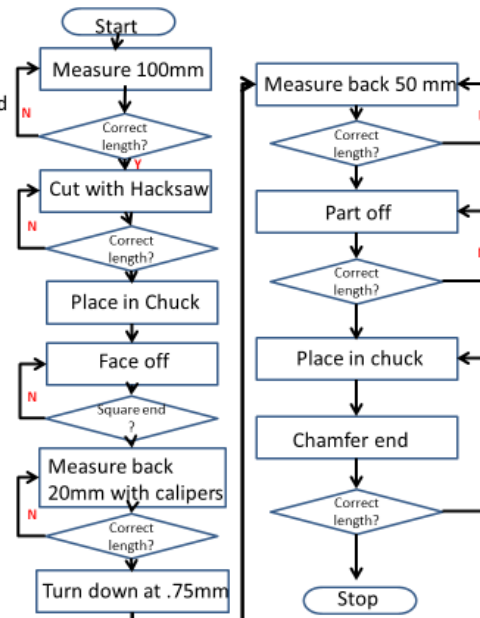 Start
Measure 100mm
d
N
Correct
length?
Y
Cut with Hacksaw
N
Correct
length?
Place in Chuck
Face off
N
Square end
?
Measure back
20mm with calipers
N
Correct
length?
Turn down at .75mm
Measure back 50 mm
Correct
length?
Part off
Correct
length?
Place in chuck
Chamfer end
Correct
length?
Stop